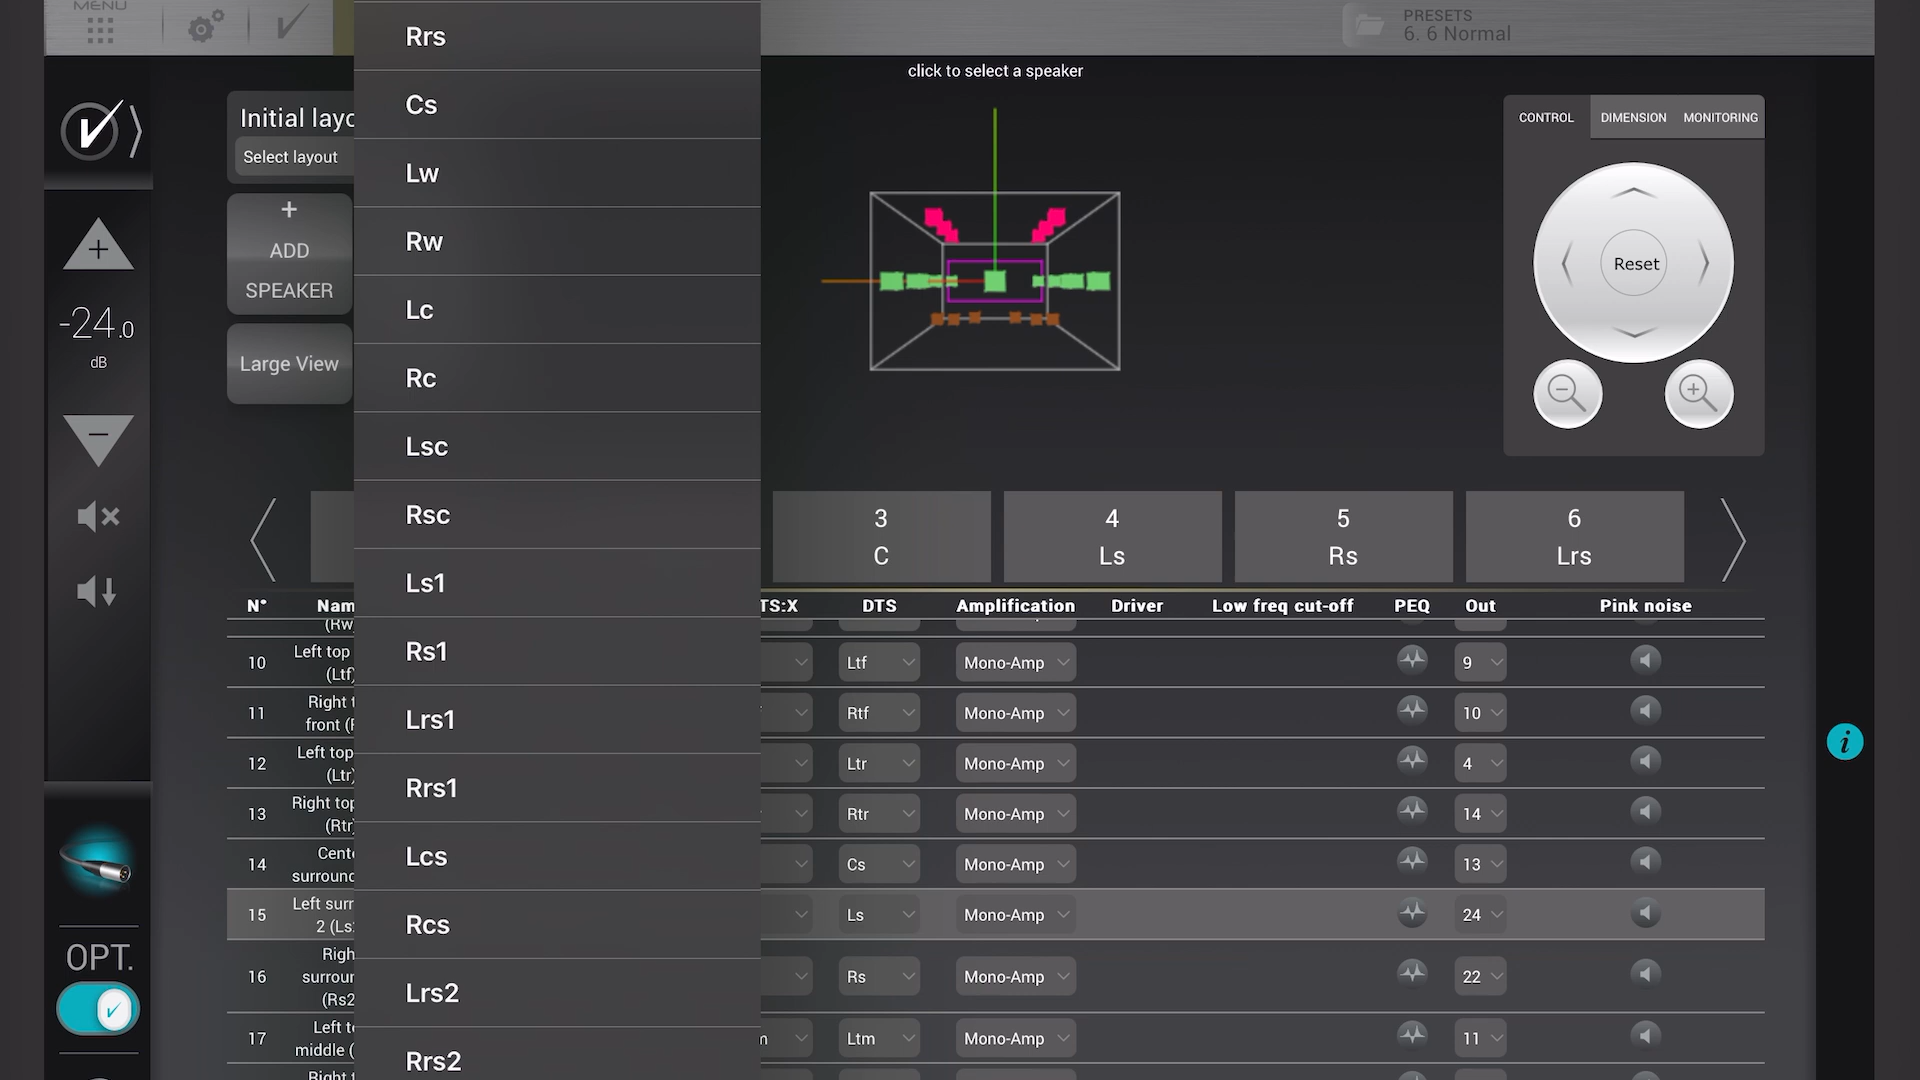 MENU
PRESETS
6. 6 Normal
click to select a speaker
Initial layo
Select layout
+
ADD
SPEAKER
Large View
-24.0
dB
OPT.
Rrs
Cs
Lw
Rw
Lc
Rc
Lsc
Rsc
Ls1
Rs1
Lrs1
Rrs1
Lcs
Rcs
Lrs2
Rrs2
CONTROL DIMENSION MONITORING
Reset
3
C
4
Ls
5
Rs
6
Lrs
N° Nam TS:X DTS Amplification Driver Low freq cut-off PEQ Out Pink noise
(Rw
10 Left top (Ltf Ltf Mono-Amp 9
11 Right t front (F Rtf Mono-Amp 10
12 Left top (Ltr Ltr Mono-Amp 4
13 Right top (Rtr Rtr Mono-Amp 14
14 Cente surround Cs Mono-Amp 13
15 Left surr 2 (Ls2 Ls Mono-Amp 24
16 Righ surroun (Rs2 Rs Mono-Amp 22
17 Left to middle ( m Ltm Mono-Amp 11
Right t
i